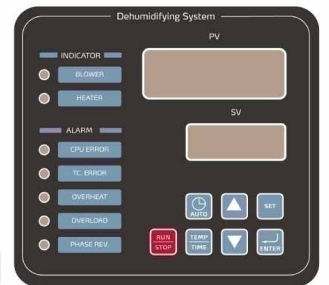 Dehumidifying System
PV
INDICATOR
BLOWER
HEATER
SV
ALARM
CPU ERROR
TC. ERROR
OVERHEAT
OVERLOAD
PHASE REV.
AUTO
SET
RUN
STOP
TEMP
TIME
ENTER